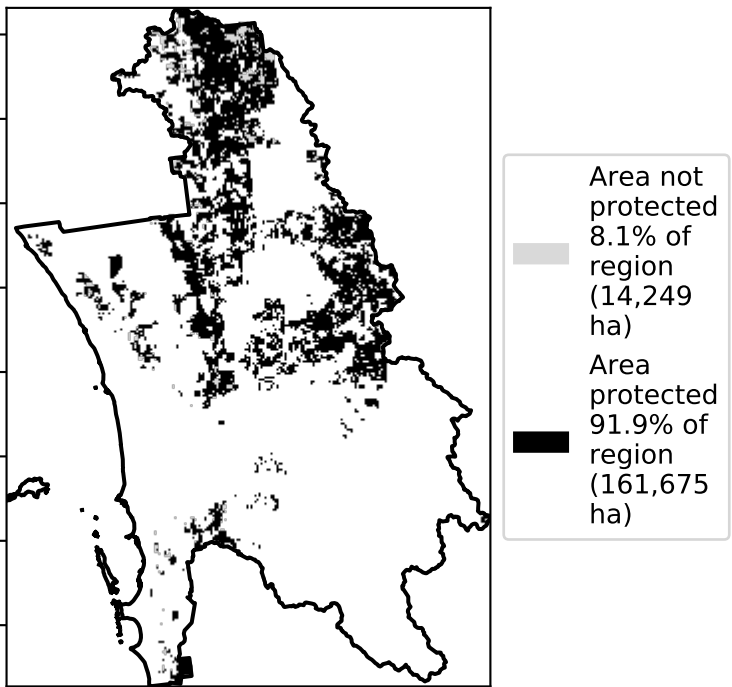 Area not
protected
8.1% of
region
(14,249
ha)
Area
protected
91.9% of
region
(161,675
ha)